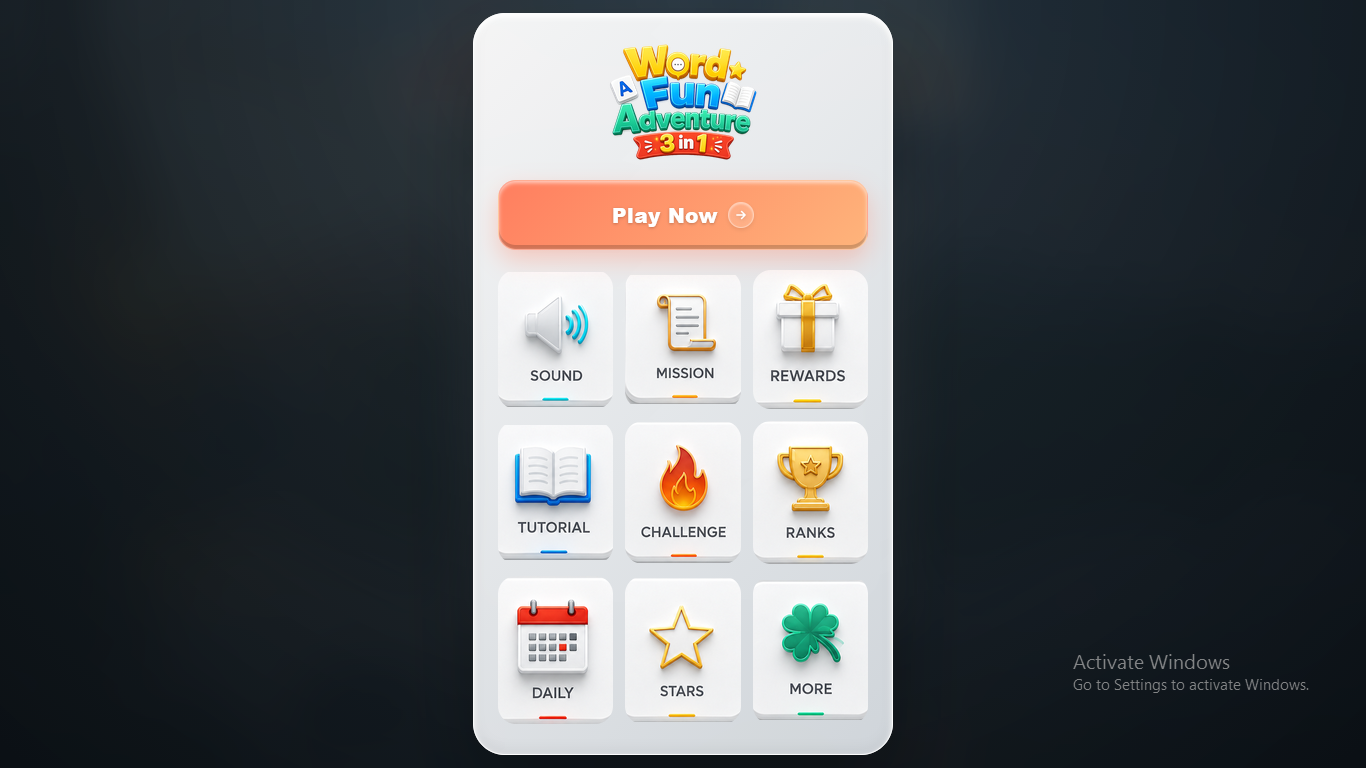 Word
A
Fun
Adventure
3 in 1
Play Now
SOUND
MISSION
REWARDS
TUTORIAL
CHALLENGE
RANKS
DAILY
STARS
MORE
Activate Windows
Go to Settings to activate Windows.